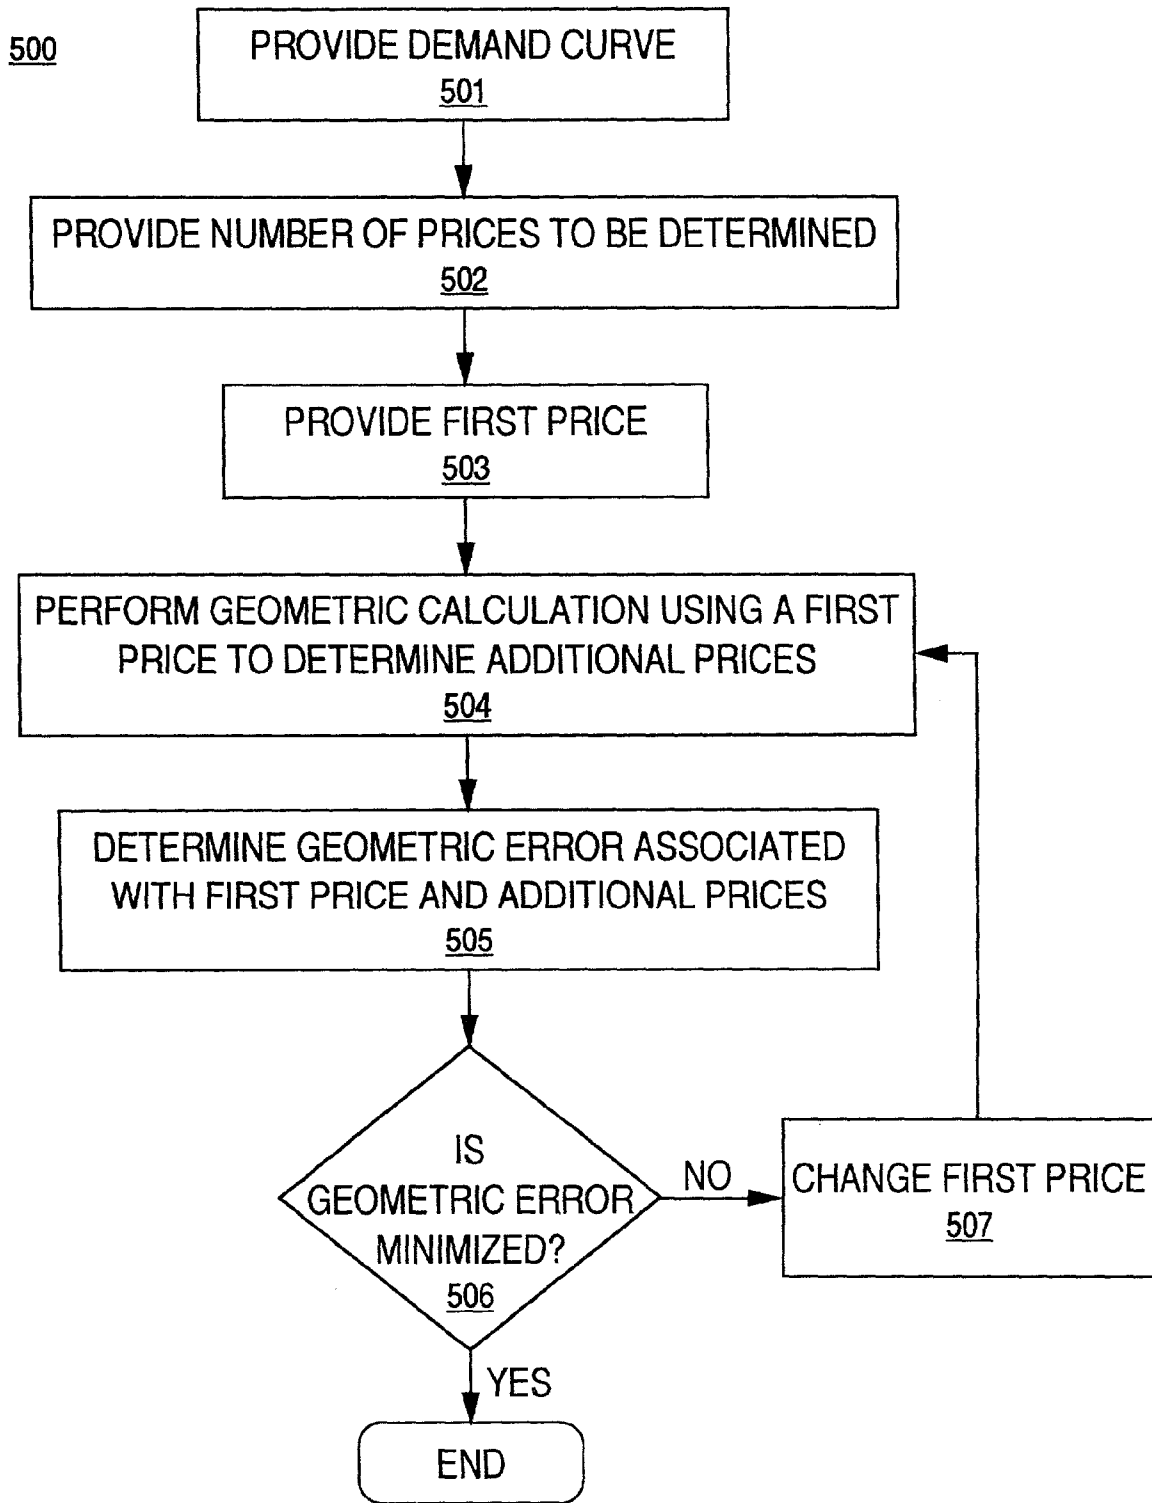 500
PROVIDE DEMAND CURVE
501
PROVIDE NUMBER OF PRICES TO BE DETERMINED
502
PROVIDE FIRST PRICE
503
PERFORM GEOMETRIC CALCULATION USING A FIRST
PRICE TO DETERMINE ADDITIONAL PRICES
504
DETERMINE GEOMETRIC ERROR ASSOCIATED
WITH FIRST PRICE AND ADDITIONAL PRICES
505
IS
GEOMETRIC ERROR
MINIMIZED?
506
NO
CHANGE FIRST PRICE
507
YES
END